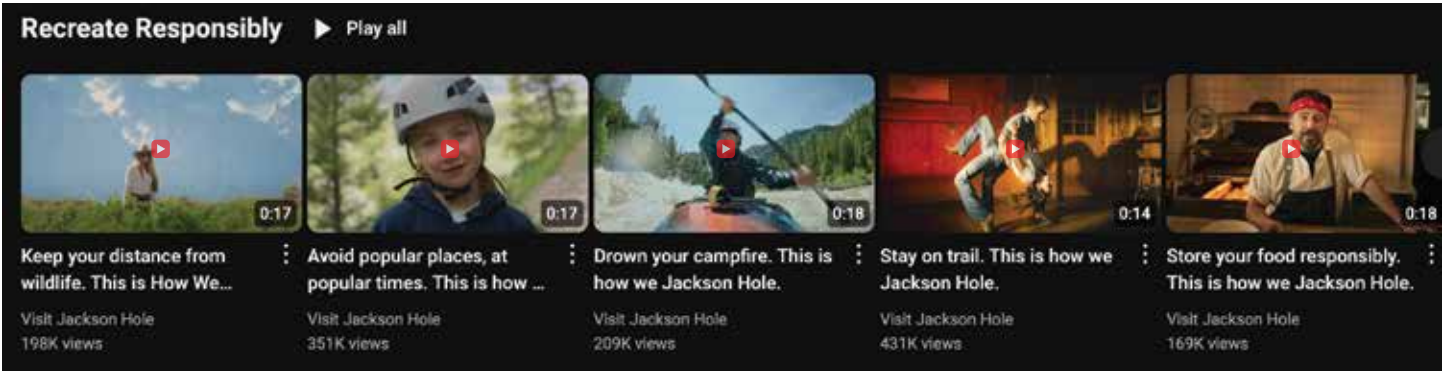 Recreate Responsibly Play all
0:17
0:17
0:18
0:14
0:18
Keep your distance from
wildlife. This is How We...
Visit Jackson Hole
198K views
Avoid popular places, at
popular times. This is how ...
Visit Jackson Hole
351K views
Drown your campfire. This is
how we Jackson Hole.
Visit Jackson Hole
209K views
Stay on trail. This is how we
Jackson Hole.
Visit Jackson Hole
431K views
Store your food responsibly.
This is how we Jackson Hole.
Visit Jackson Hole
169K views